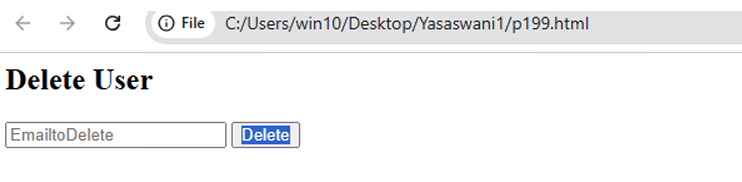 File C:/Users/win10/Desktop/Yasaswani1/p199.html
Delete User
EmailtoDelete Delete